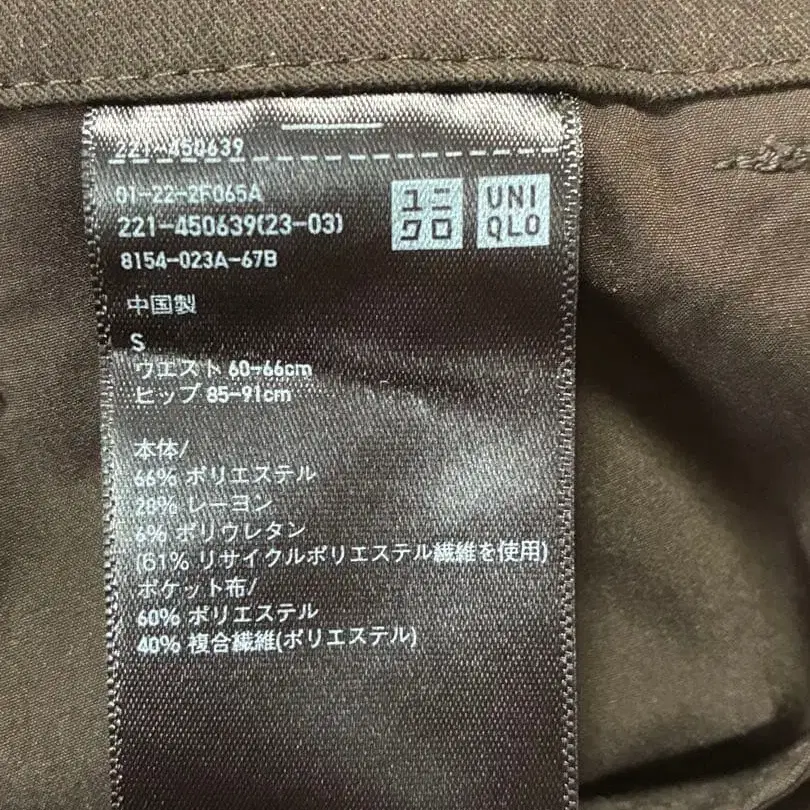 221-450639
01-22-2F065A
221-450639(23-03)
8154-023A-67B
ユニ
クロ
UNI
QLO
中国製
S
ウエスト 60-66cm
ヒップ 85-91cm
本体/
66% ポリエステル
28% レーヨン
6% ポリウレタン
(61% リサイクルポリエステル繊維を使用)
ポケット布/
60% ポリエステル
40% 複合繊維(ポリエステル)